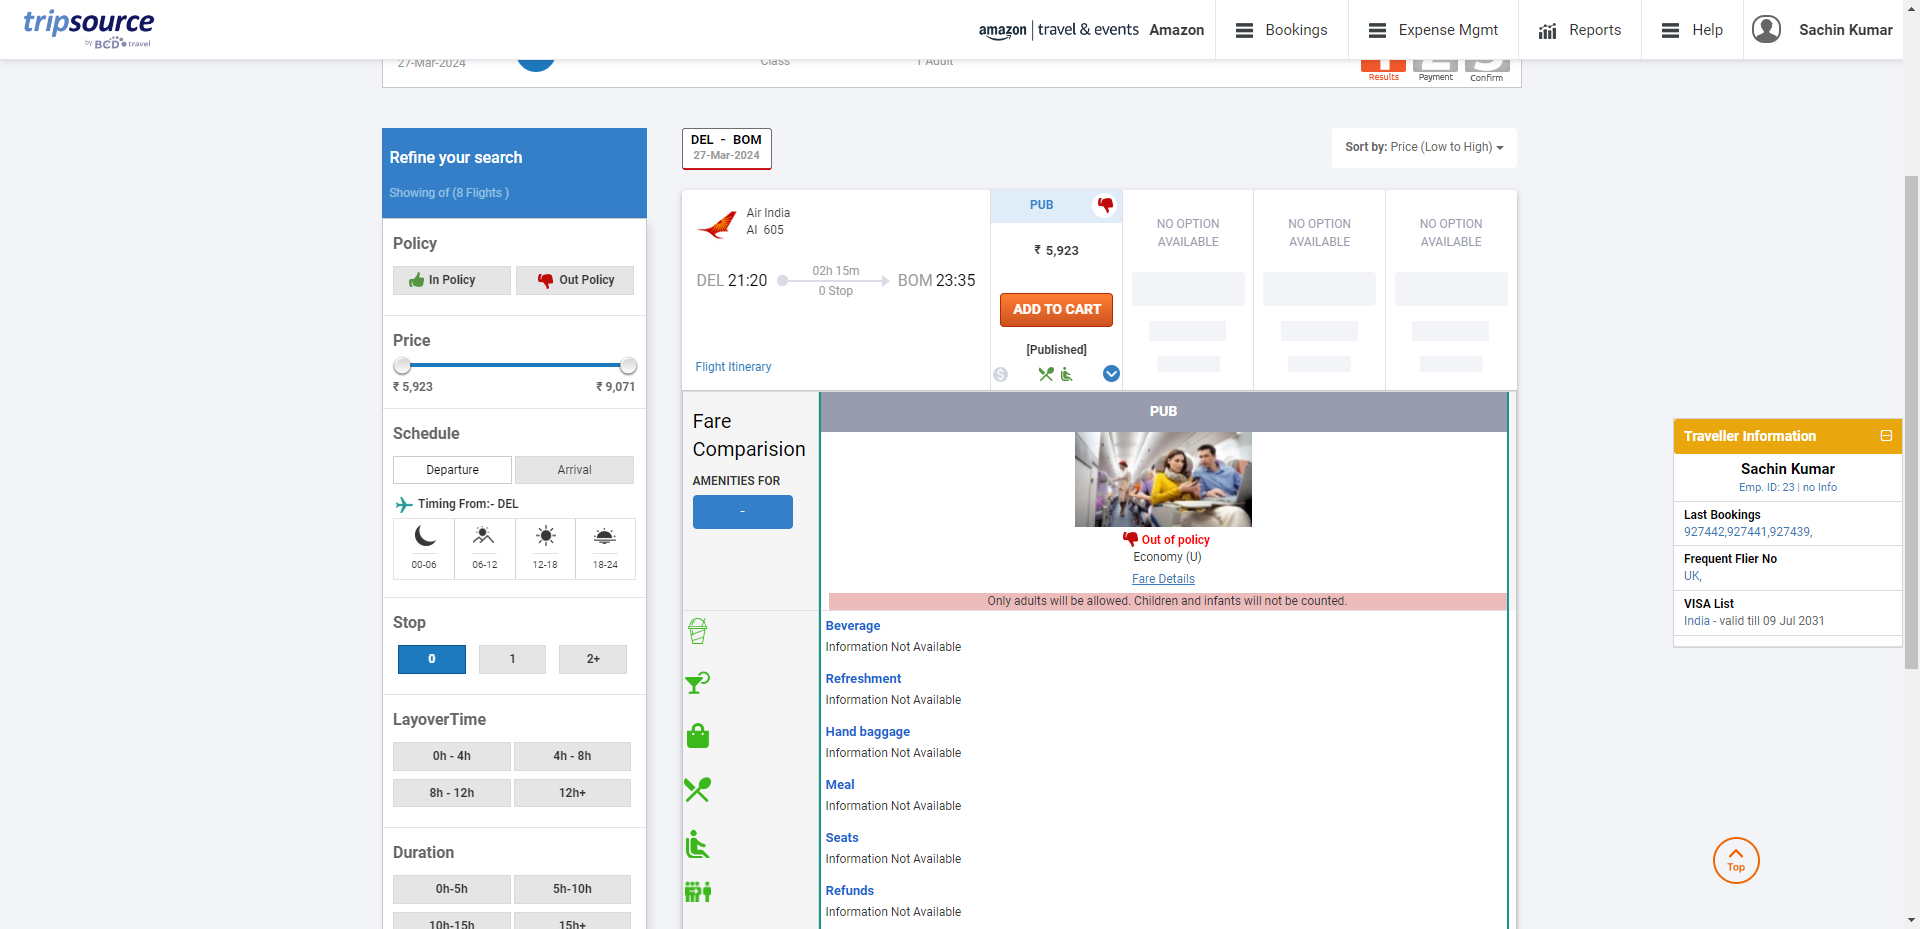 tripsource
by BCD travel
amazon travel & events Amazon
Bookings
Expense Mgmt
Reports
Help
Sachin Kumar
27-Mar-2024
Class
1 Adult
Results
Payment
Confirm
Refine your search
Showing of (8 Flights )
Policy
In Policy
Out Policy
Price
₹ 5,923
₹ 9,071
Schedule
Departure
Arrival
Timing From:- DEL
00-06
06-12
12-18
18-24
Stop
0
1
2+
LayoverTime
0h - 4h
4h - 8h
8h - 12h
12h+
Duration
0h-5h
5h-10h
10h-15h
15h+
DEL - BOM
27-Mar-2024
Sort by: Price (Low to High)
Air India
AI 605
DEL 21:20
02h 15m
0 Stop
BOM 23:35
Flight Itinerary
PUB
₹ 5,923
ADD TO CART
[Published]
NO OPTION
AVAILABLE
NO OPTION
AVAILABLE
NO OPTION
AVAILABLE
Fare
Comparision
AMENITIES FOR
-
PUB
Out of policy
Economy (U)
Fare Details
Only adults will be allowed. Children and infants will not be counted.
Beverage
Information Not Available
Refreshment
Information Not Available
Hand baggage
Information Not Available
Meal
Information Not Available
Seats
Information Not Available
Refunds
Information Not Available
Traveller Information
Sachin Kumar
Emp. ID: 23 | no Info
Last Bookings
927442,927441,927439,
Frequent Flier No
UK,
VISA List
India - valid till 09 Jul 2031
Top